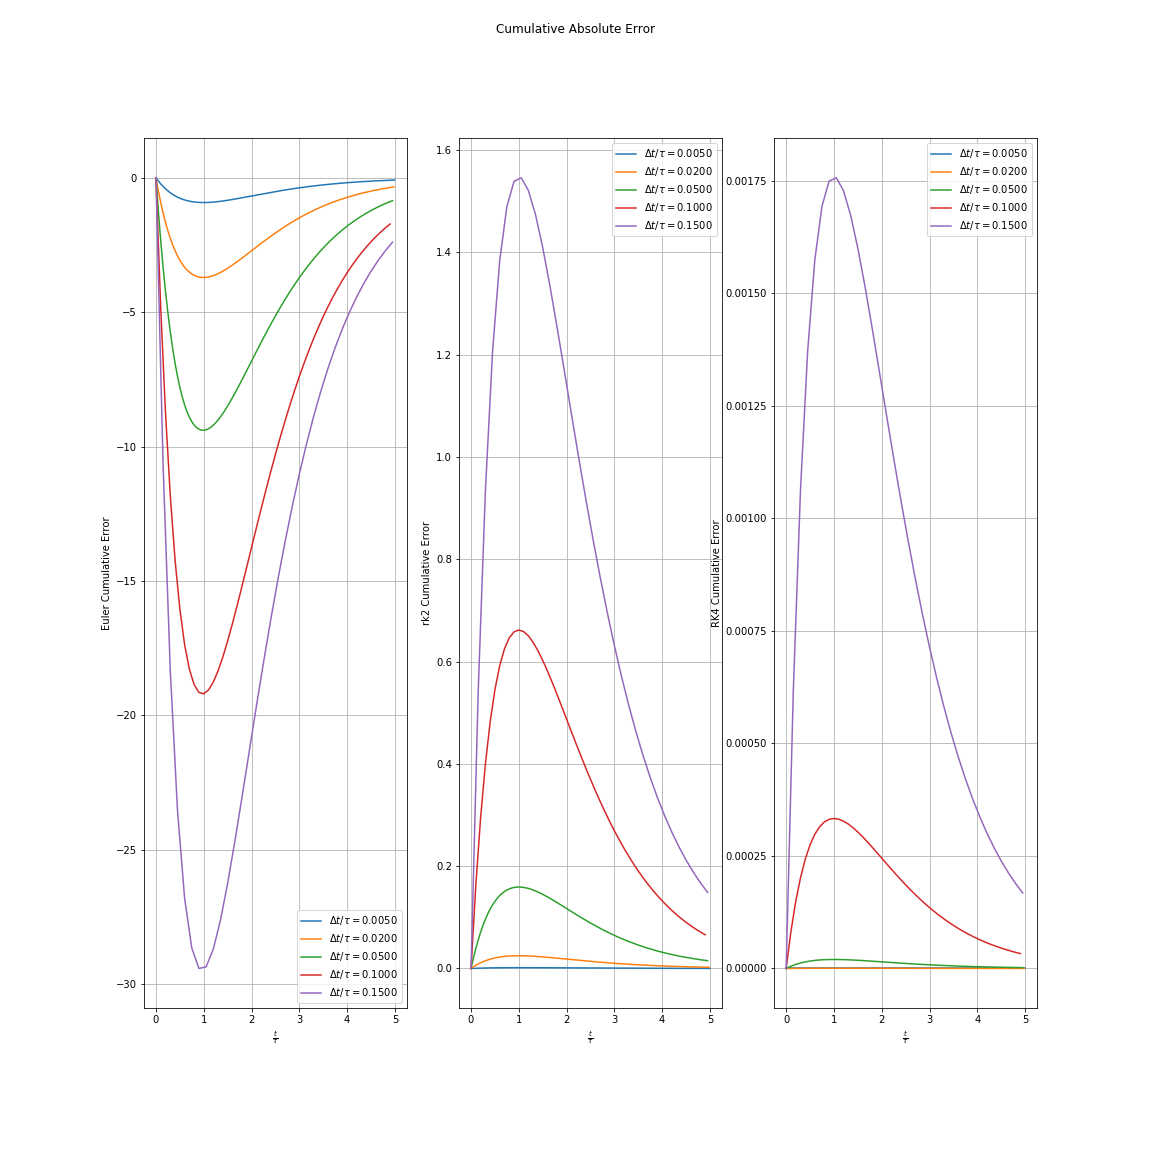 Cumulative Absolute Error
Euler Cumulative Error
0
−5
−10
−15
−20
−25
−30
Δt/τ = 0.0050
Δt/τ = 0.0200
Δt/τ = 0.0500
Δt/τ = 0.1000
Δt/τ = 0.1500
0 1 2 3 4 5
t/τ
rk2 Cumulative Error
1.6
1.4
1.2
1.0
0.8
0.6
0.4
0.2
0.0
Δt/τ = 0.0050
Δt/τ = 0.0200
Δt/τ = 0.0500
Δt/τ = 0.1000
Δt/τ = 0.1500
0 1 2 3 4 5
t/τ
RK4 Cumulative Error
0.00175
0.00150
0.00125
0.00100
0.00075
0.00050
0.00025
0.00000
Δt/τ = 0.0050
Δt/τ = 0.0200
Δt/τ = 0.0500
Δt/τ = 0.1000
Δt/τ = 0.1500
0 1 2 3 4 5
t/τ